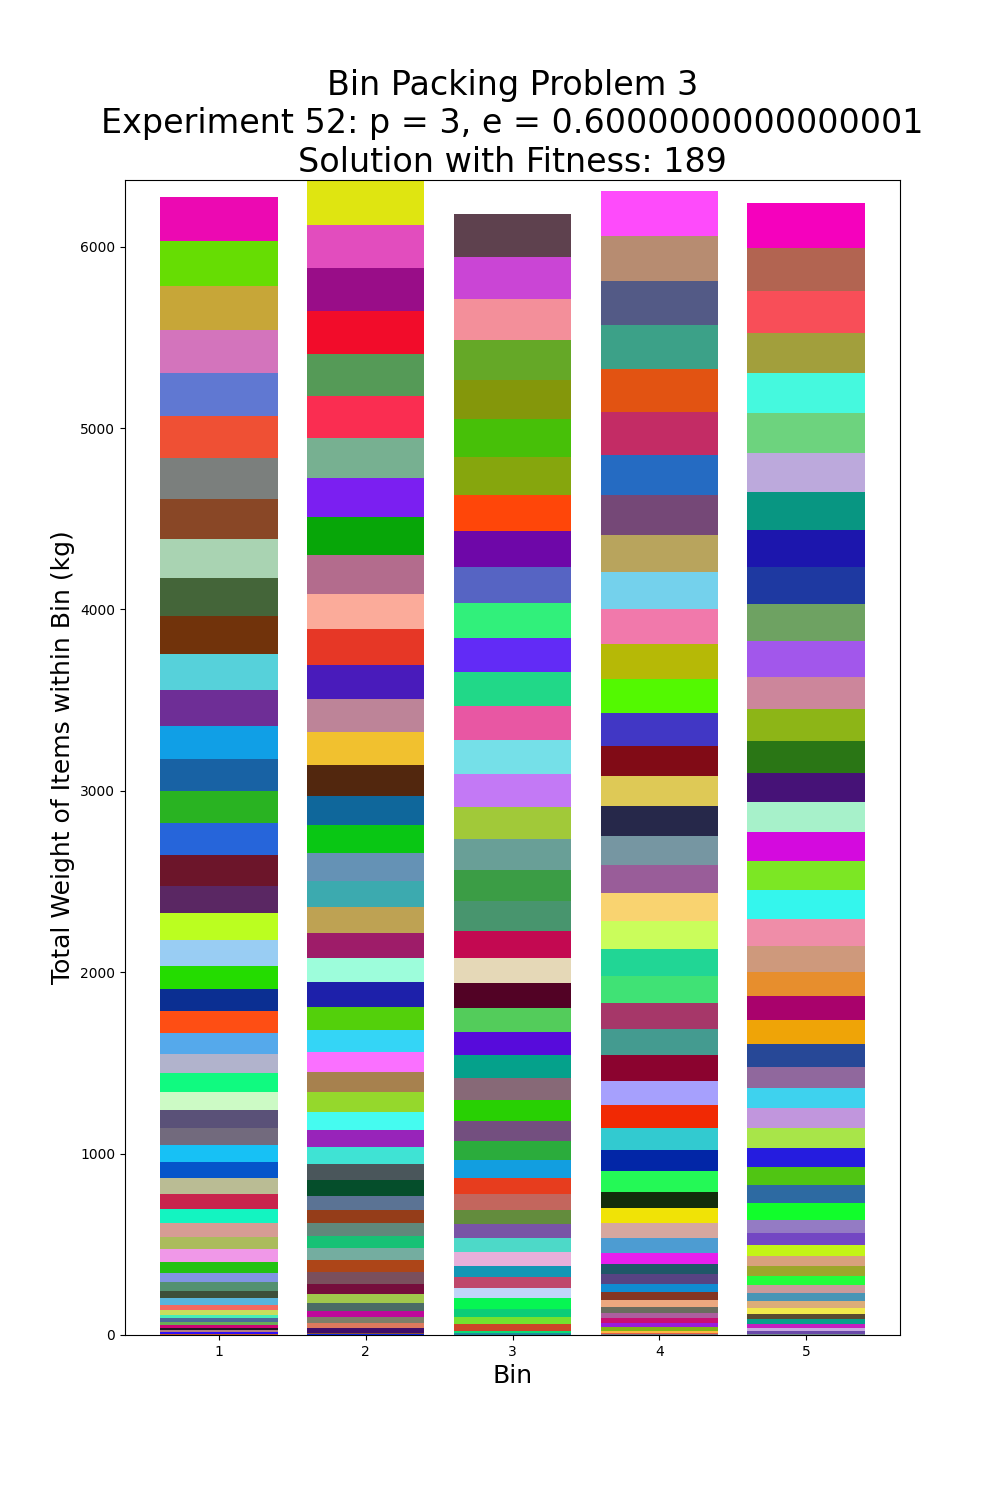 Bin Packing Problem 3
Experiment 52: p = 3, e = 0.6000000000000001
Solution with Fitness: 189
Total Weight of Items within Bin (kg)
6000
5000
4000
3000
2000
1000
0
1 2 3 4 5
Bin